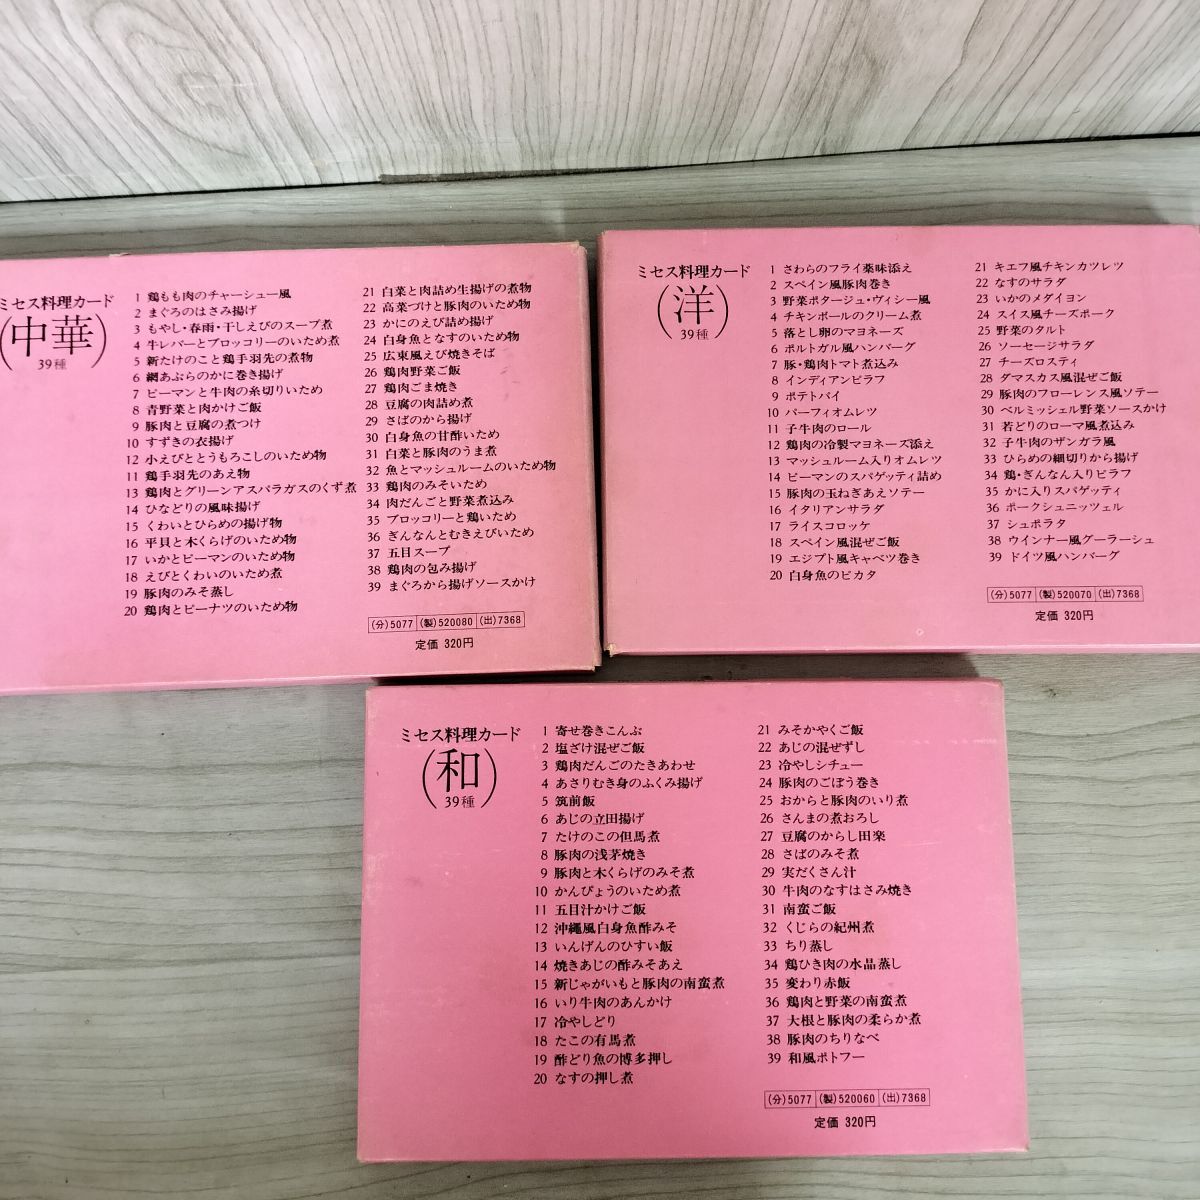 ミセス料理カード
(中華)
39種
1 鶏もも肉のチャーシュー風
2 まぐろのはさみ揚げ
3 もやし・春雨・干しえびのスープ煮
4 牛レバーとブロッコリーのいため煮
5 新たけのこと鶏手羽先の煮物
6 網あぶらのかに巻き揚げ
7 ピーマンと牛肉の糸切りいため
8 青野菜と肉かけご飯
9 豚肉と豆腐の煮つけ
10 すずきの衣揚げ
12 小えびととうもろこしのいため物
11 鶏手羽先のあえ物
13 鶏肉とグリーンアスパラガスのくず煮
14 ひなどりの風味揚げ
15 くわいとひらめの揚げ物
16 平貝と木くらげのいため物
17 いかとピーマンのいため物
18 えびとくわいのいため煮
19 豚肉のみそ蒸し
20 鶏肉とピーナツのいため物
21 白菜と肉詰め生揚げの煮物
22 高菜づけと豚肉のいため物
23 かにのえび詰め揚げ
24 白身魚となすのいため物
25 広東風えび焼きそば
26 鶏肉野菜ご飯
27 鶏肉ごま焼き
28 豆腐の肉詰め煮
29 さばのから揚げ
30 白身魚の甘酢いため
31 白菜と豚肉のうま煮
32 魚とマッシュルームのいため物
33 鶏肉のみそいため
34 肉だんごと野菜煮込み
35 ブロッコリーと鶏いため
36 ぎんなんとむきえびいため
37 五目スープ
38 鶏肉の包み揚げ
39 まぐろから揚げソースかけ
(分)5077 (製)520080 (出)7368
定価 320円
ミセス料理カード
(洋)
39種
1 さわらのフライ薬味添え
2 スペイン風豚肉巻き
3 野菜ポタージュ・ヴィシー風
4 チキンボールのクリーム煮
5 落とし卵のマヨネーズ
6 ポルトガル風ハンバーグ
7 豚・鶏肉トマト煮込み
8 インディアンピラフ
9 ポテトパイ
10 パーフィオムレツ
11 子牛肉のロール
12 鶏肉の冷製マヨネーズ添え
13 マッシュルーム入りオムレツ
14 ピーマンのスパゲッティ詰め
15 豚肉の玉ねぎあえソテー
16 イタリアンサラダ
17 ライスコロッケ
18 スペイン風混ぜご飯
19 エジプト風キャベツ巻き
20 白身魚のピカタ
21 キエフ風チキンカツレツ
22 なすのサラダ
23 いかのメダイヨン
24 スイス風チーズポーク
25 野菜のタルト
26 ソーセージサラダ
27 チーズロスティ
28 ダマスカス風混ぜご飯
29 豚肉のフローレンス風ソテー
30 ベルミッシェル野菜ソースかけ
31 若どりのローマ風煮込み
32 子牛肉のザンガラ風
33 ひらめの細切りから揚げ
34 鶏・ぎんなん入りピラフ
35 かに入りスパゲッティ
36 ポークシュニッツェル
37 シュポラタ
38 ウインナー風グーラーシュ
39 ドイツ風ハンバーグ
(分)5077 (製)520070 (出)7368
定価 320円
ミセス料理カード
(和)
39種
1 寄せ巻きこんぶ
2 塩ざけ混ぜご飯
3 鶏肉だんごのたきあわせ
4 あさりむき身のふくみ揚げ
5 筑前飯
6 あじの立田揚げ
7 たけのこの但馬煮
8 豚肉の浅茅焼き
9 豚肉と木くらげのみそ煮
10 かんぴょうのいため煮
11 五目汁かけご飯
12 沖縄風白身魚酢みそ
13 いんげんのひすい飯
14 焼きあじの酢みそあえ
15 新じゃがいもと豚肉の南蛮煮
16 いり牛肉のあんかけ
17 冷やしどり
18 たこの有馬煮
19 酢どり魚の博多押し
20 なすの押し煮
21 みそかやくご飯
22 あじの混ぜずし
23 冷やしシチュー
24 豚肉のごぼう巻き
25 おからと豚肉のいり煮
26 さんまの煮おろし
27 豆腐のからし田楽
28 さばのみそ煮
29 実だくさん汁
30 牛肉のなすはさみ焼き
31 南蛮ご飯
32 くじらの紀州煮
33 ちり蒸し
34 鶏ひき肉の水晶蒸し
35 変わり赤飯
36 鶏肉と野菜の南蛮煮
37 大根と豚肉の柔らか煮
38 豚肉のちりなべ
39 和風ポトフー
(分)5077 (製)520060 (出)7368
定価 320円